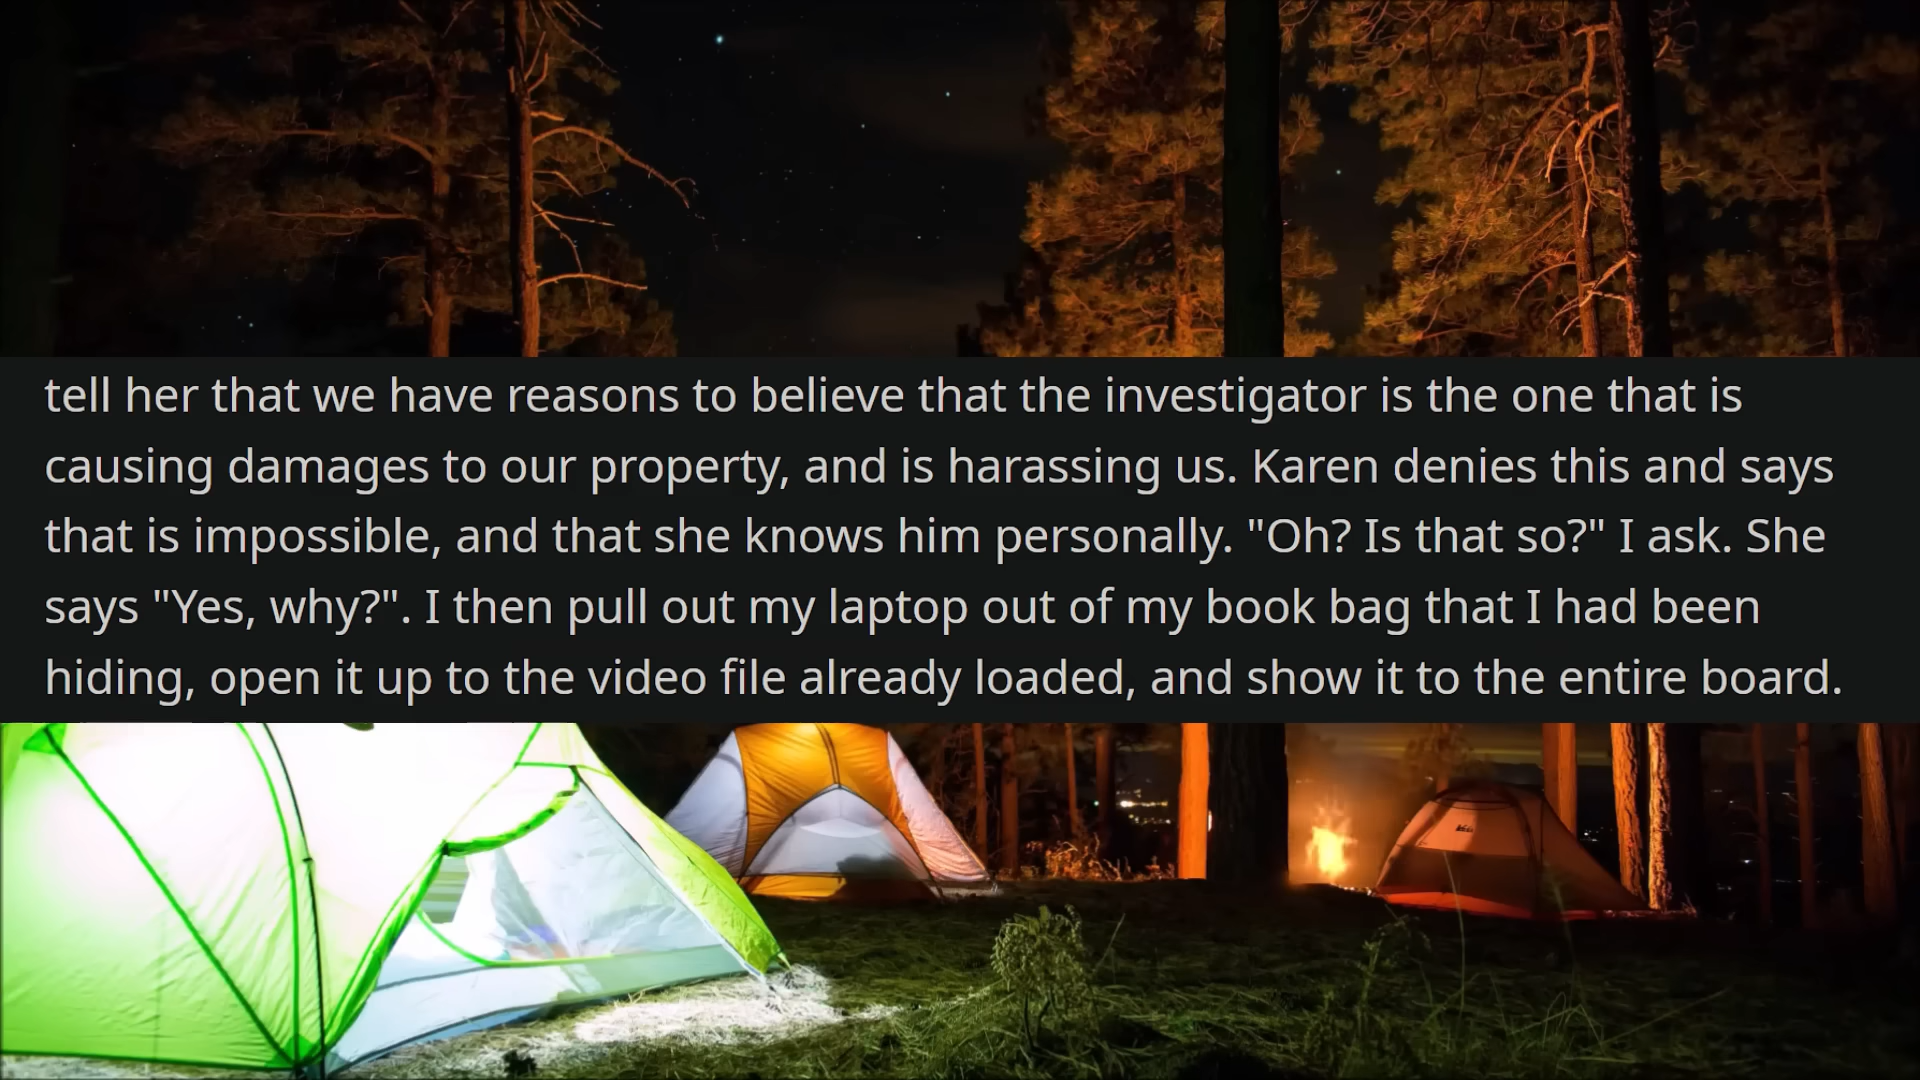 tell her that we have reasons to believe that the investigator is the one that is
causing damages to our property, and is harassing us. Karen denies this and says
that is impossible, and that she knows him personally. "Oh? Is that so?" I ask. She
says "Yes, why?". I then pull out my laptop out of my book bag that I had been
hiding, open it up to the video file already loaded, and show it to the entire board.